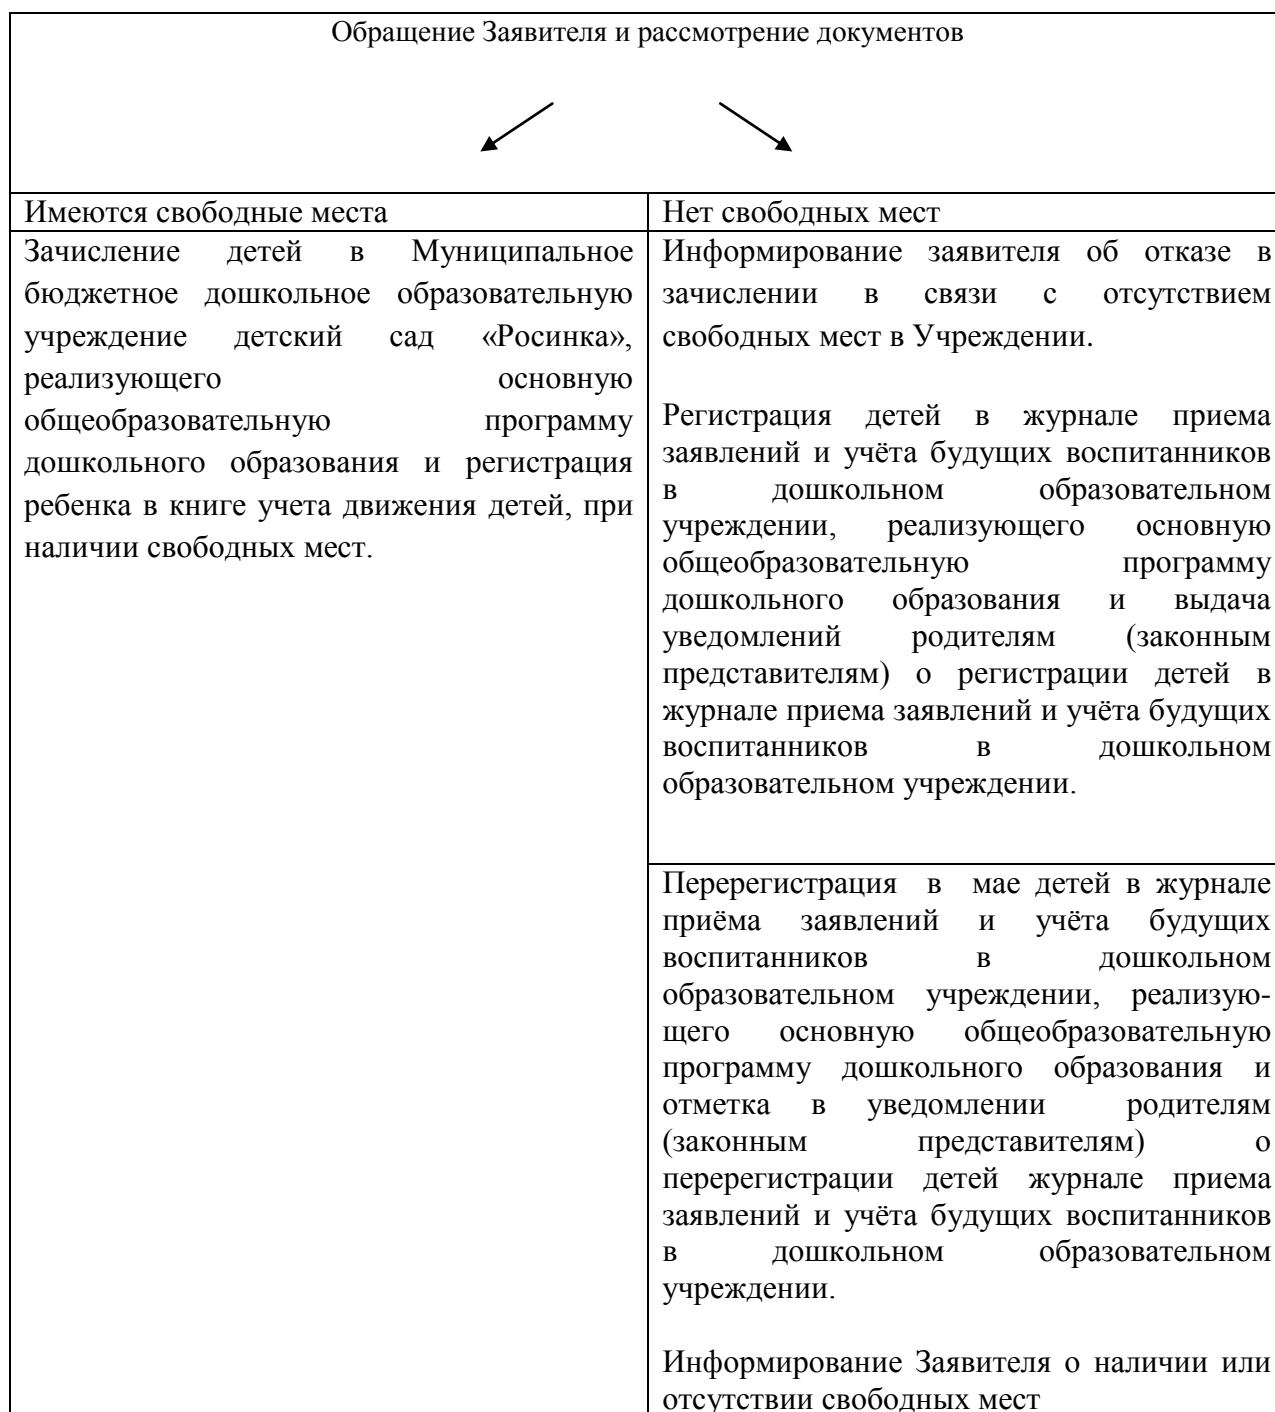 Обращение Заявителя и рассмотрение документов
Имеются свободные места
Зачисление детей в Муниципальное
бюджетное дошкольное образовательную
учреждение детский сад «Росинка»,
реализующего основную
общеобразовательную программу
дошкольного образования и регистрация
ребенка в книге учета движения детей, при
наличии свободных мест.
Нет свободных мест
Информирование заявителя об отказе в
зачислении в связи с отсутствием
свободных мест в Учреждении.
Регистрация детей в журнале приема
заявлений и учёта будущих воспитанников
в дошкольном образовательном
учреждении, реализующего основную
общеобразовательную программу
дошкольного образования и выдача
уведомлений родителям (законным
представителям) о регистрации детей в
журнале приема заявлений и учёта будущих
воспитанников в дошкольном
образовательном учреждении.
Перерегистрация в мае детей в журнале
приёма заявлений и учёта будущих
воспитанников в дошкольном
образовательном учреждении, реализую-
щего основную общеобразовательную
программу дошкольного образования и
отметка в уведомлении родителям
(законным представителям) о
перерегистрации детей журнале приема
заявлений и учёта будущих воспитанников
в дошкольном образовательном
учреждении.
Информирование Заявителя о наличии или
отсутствии свободных мест